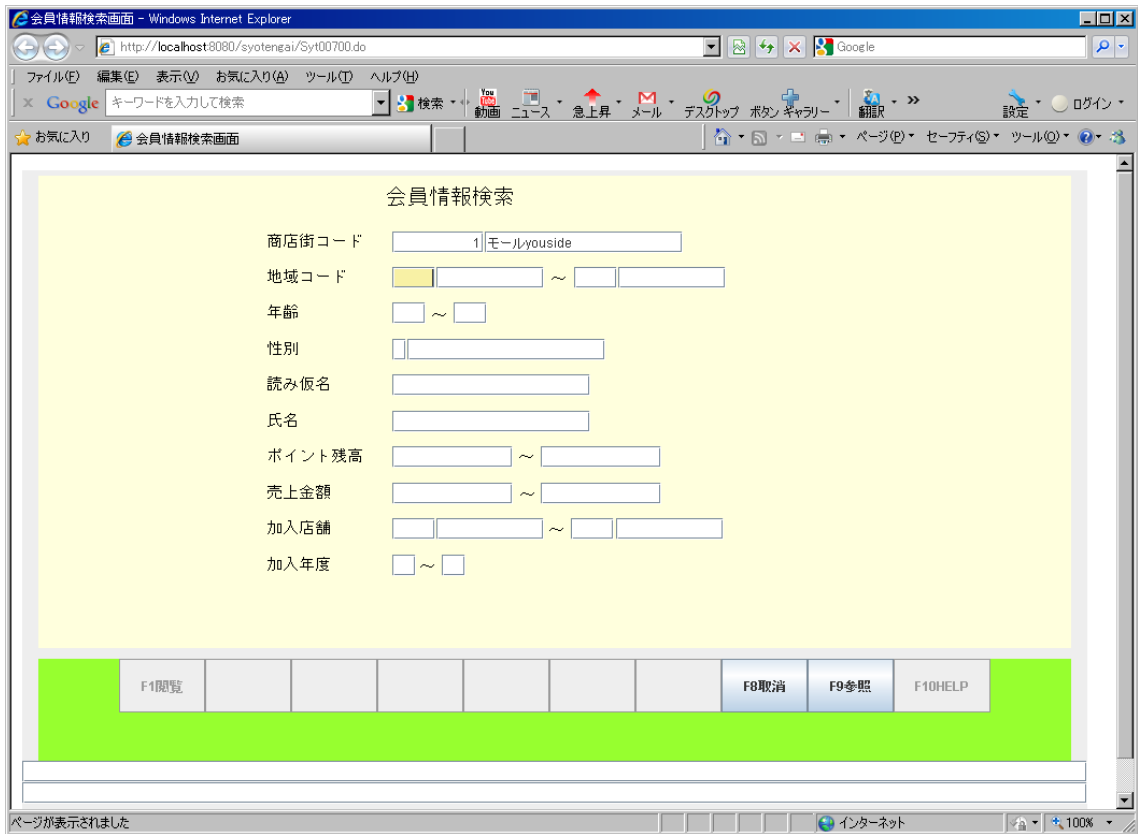 会員情報検索画面 - Windows Internet Explorer
http://localhost:8080/syotengai/Syt00700.do
Google
ファイル(F) 編集(E) 表示(V) お気に入り(A) ツール(T) ヘルプ(H)
× Google キーワードを入力して検索 検索 You Tube 動画 ニュース 急上昇 メール デスクトップ ボタン ギャラリー 翻訳 » 設定 ログイン
お気に入り 会員情報検索画面 ページ(P) セーフティ(S) ツール(O)
会員情報検索
商店街コード 1 モールyouside
地域コード ～
年齢 ～
性別
読み仮名
氏名
ポイント残高 ～
売上金額 ～
加入店舗 ～
加入年度 ～
F1閲覧 F8取消 F9参照 F10HELP
ページが表示されました インターネット 100%